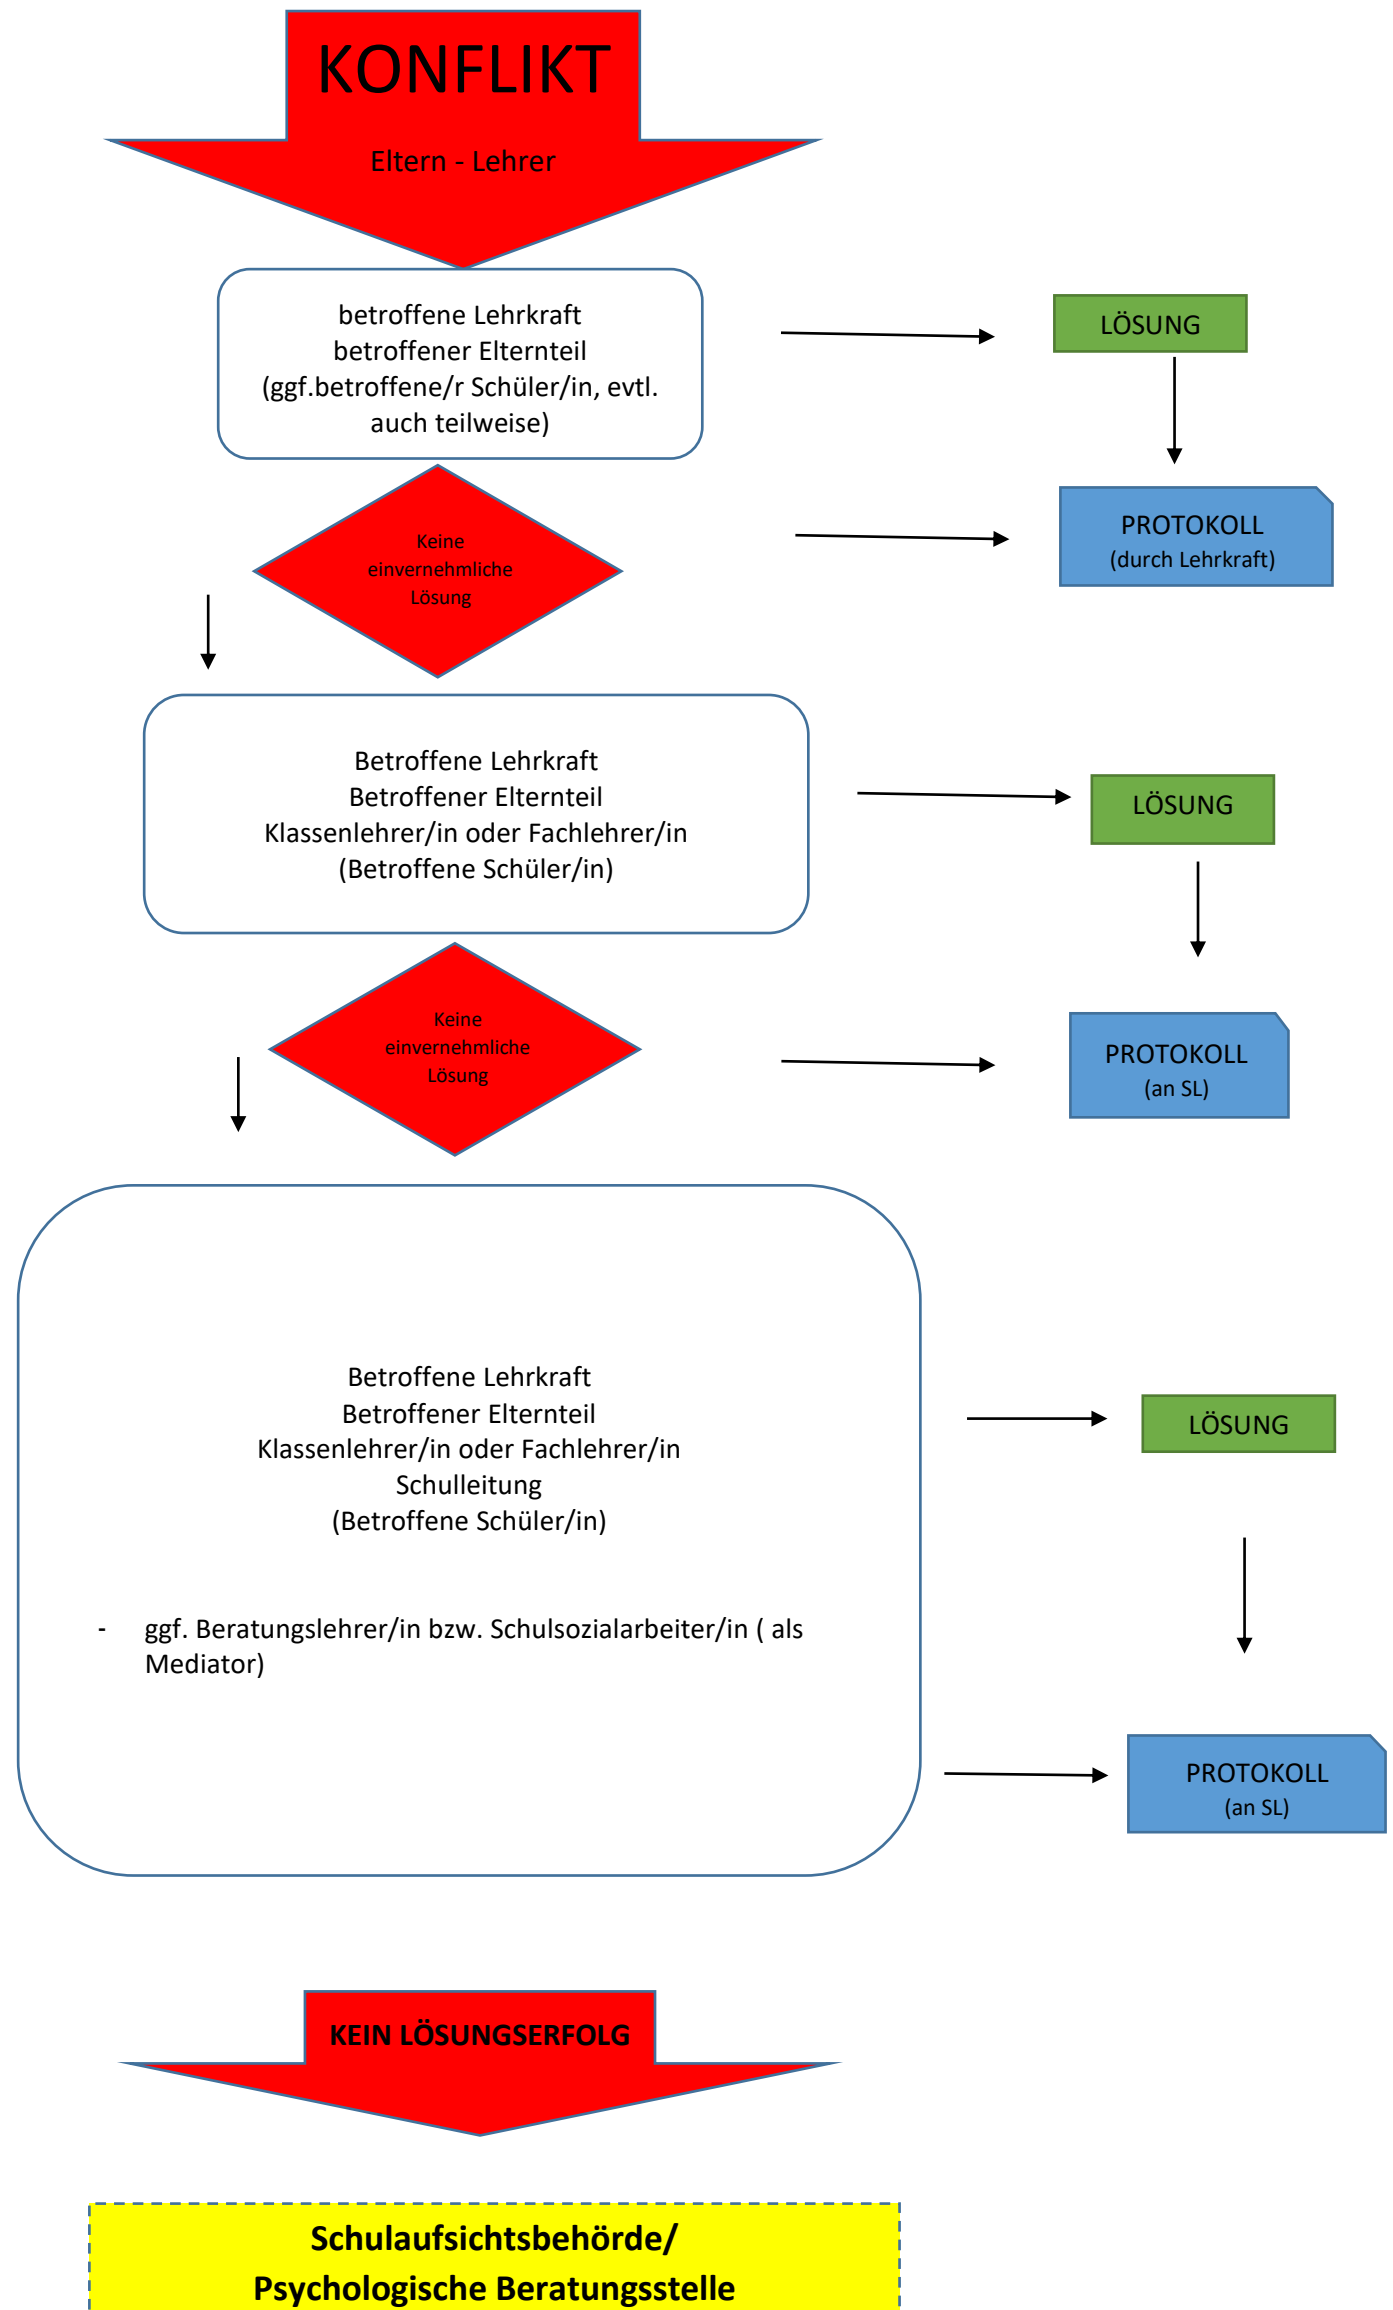 KONFLIKT
Eltern - Lehrer
betroffene Lehrkraft
betroffener Elternteil
(ggf.betroffene/r Schüler/in, evtl.
auch teilweise)
LÖSUNG
Keine
einvernehmliche
Lösung
PROTOKOLL
(durch Lehrkraft)
Betroffene Lehrkraft
Betroffener Elternteil
Klassenlehrer/in oder Fachlehrer/in
(Betroffene Schüler/in)
LÖSUNG
Keine
einvernehmliche
Lösung
PROTOKOLL
(an SL)
Betroffene Lehrkraft
Betroffener Elternteil
Klassenlehrer/in oder Fachlehrer/in
Schulleitung
(Betroffene Schüler/in)
LÖSUNG
- ggf. Beratungslehrer/in bzw. Schulsozialarbeiter/in ( als
Mediator)
PROTOKOLL
(an SL)
KEIN LÖSUNGSERFOLG
Schulaufsichtsbehörde/
Psychologische Beratungsstelle